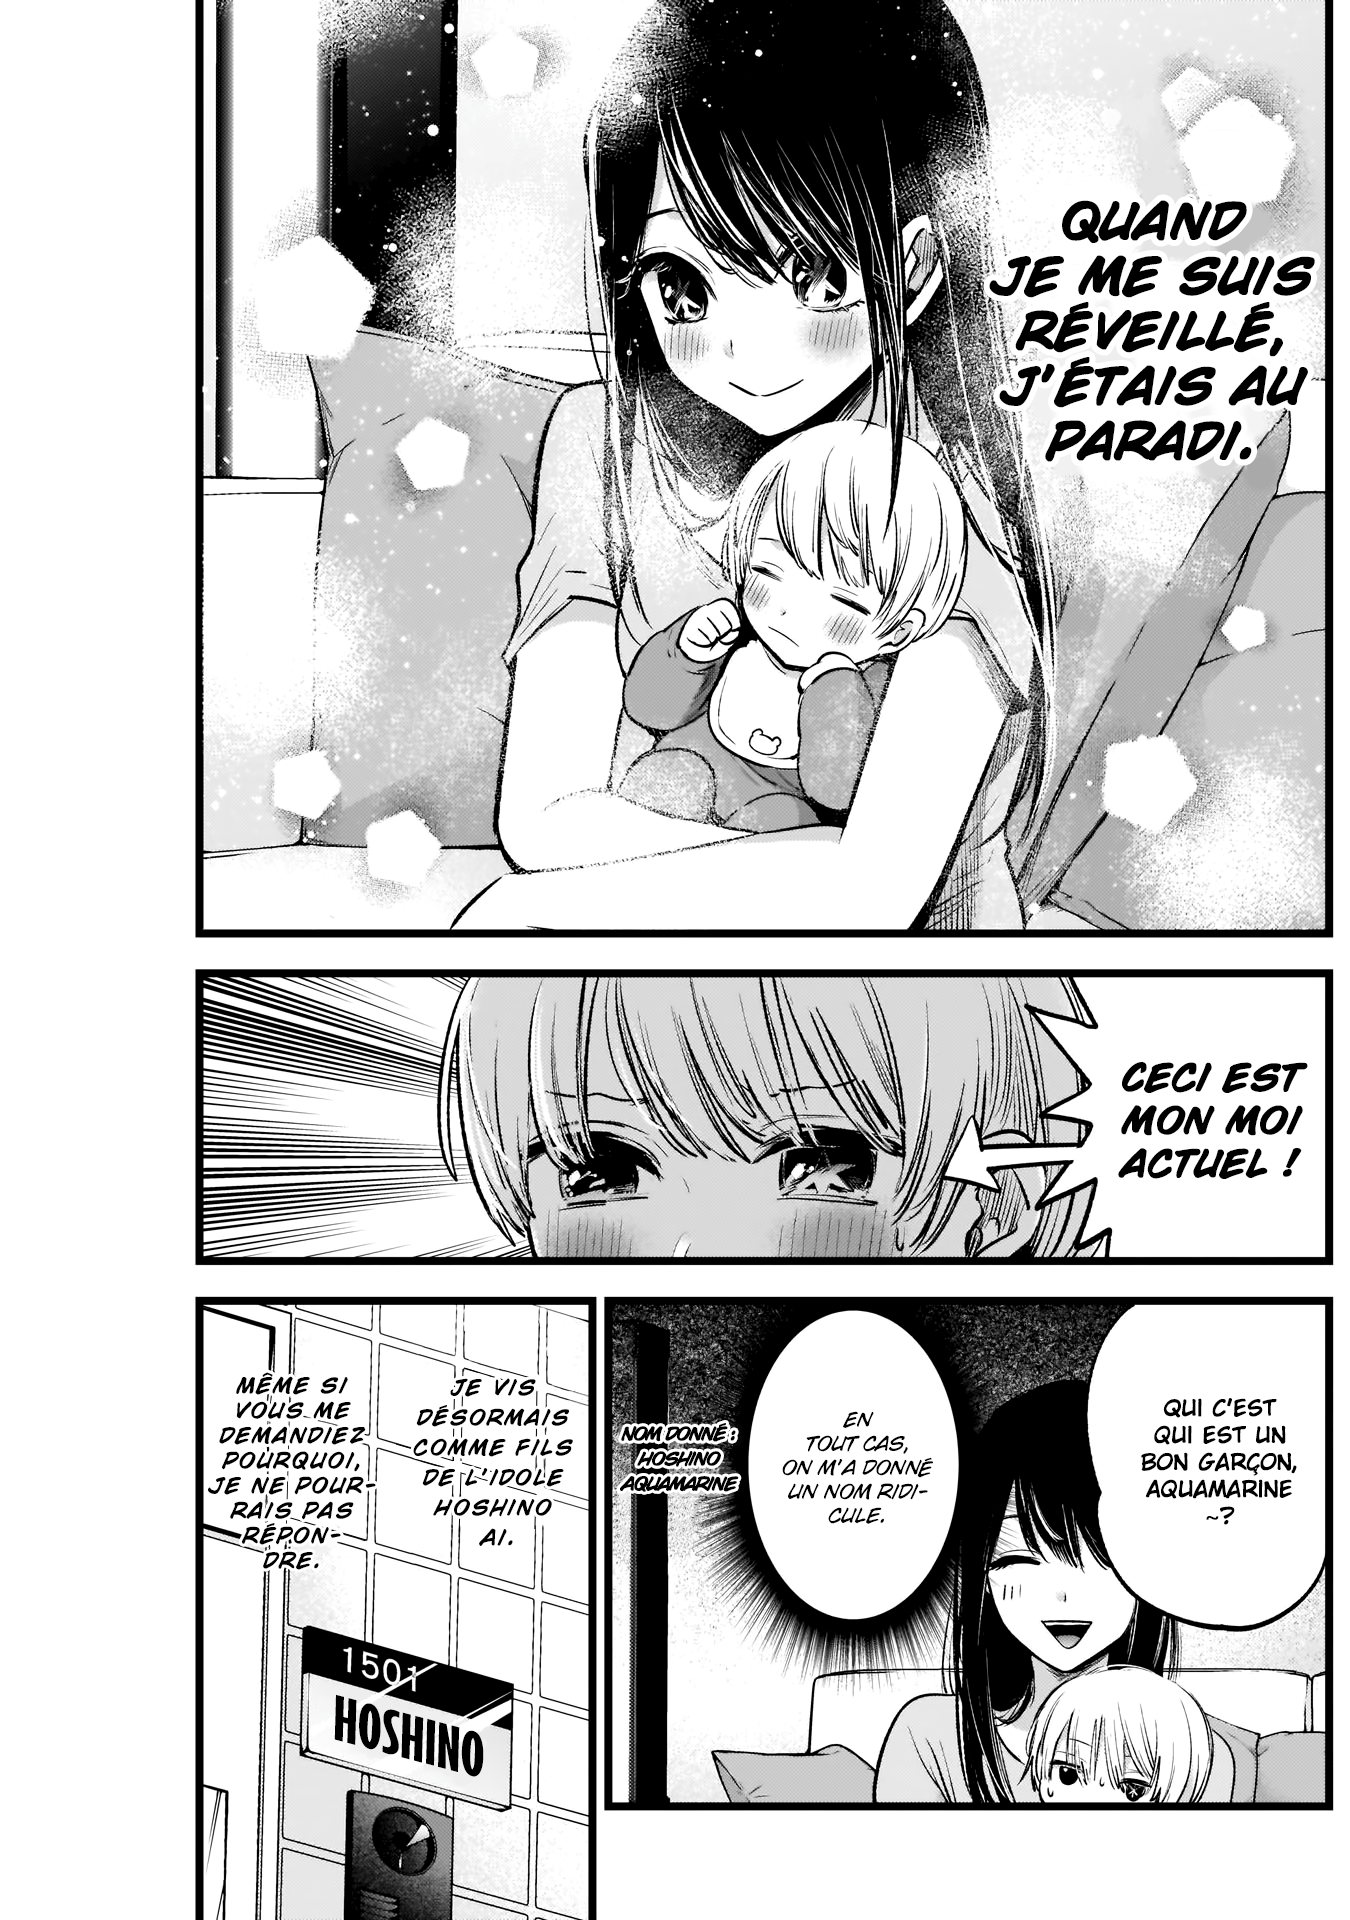 QUAND
JE ME SUIS
RÉVEILLÉ,
J'ÉTAIS AU
PARADI.
CECI EST
MON MOI
ACTUEL !
QUI C'EST
QUI EST UN
BON GARÇON,
AQUAMARINE
~?
EN
TOUT CAS,
ON M'A DONNÉ
UN NOM RIDI-
CULE.
NOM DONNÉ :
HOSHINO
AQUAMARINE
JE VIS
DÉSORMAIS
COMME FILS
DE L'IDOLE
HOSHINO
AI.
MÊME SI
VOUS ME
DEMANDIEZ
POURQUOI,
JE NE POUR-
RAIS PAS
RÉPON-
DRE.
1501
HOSHINO